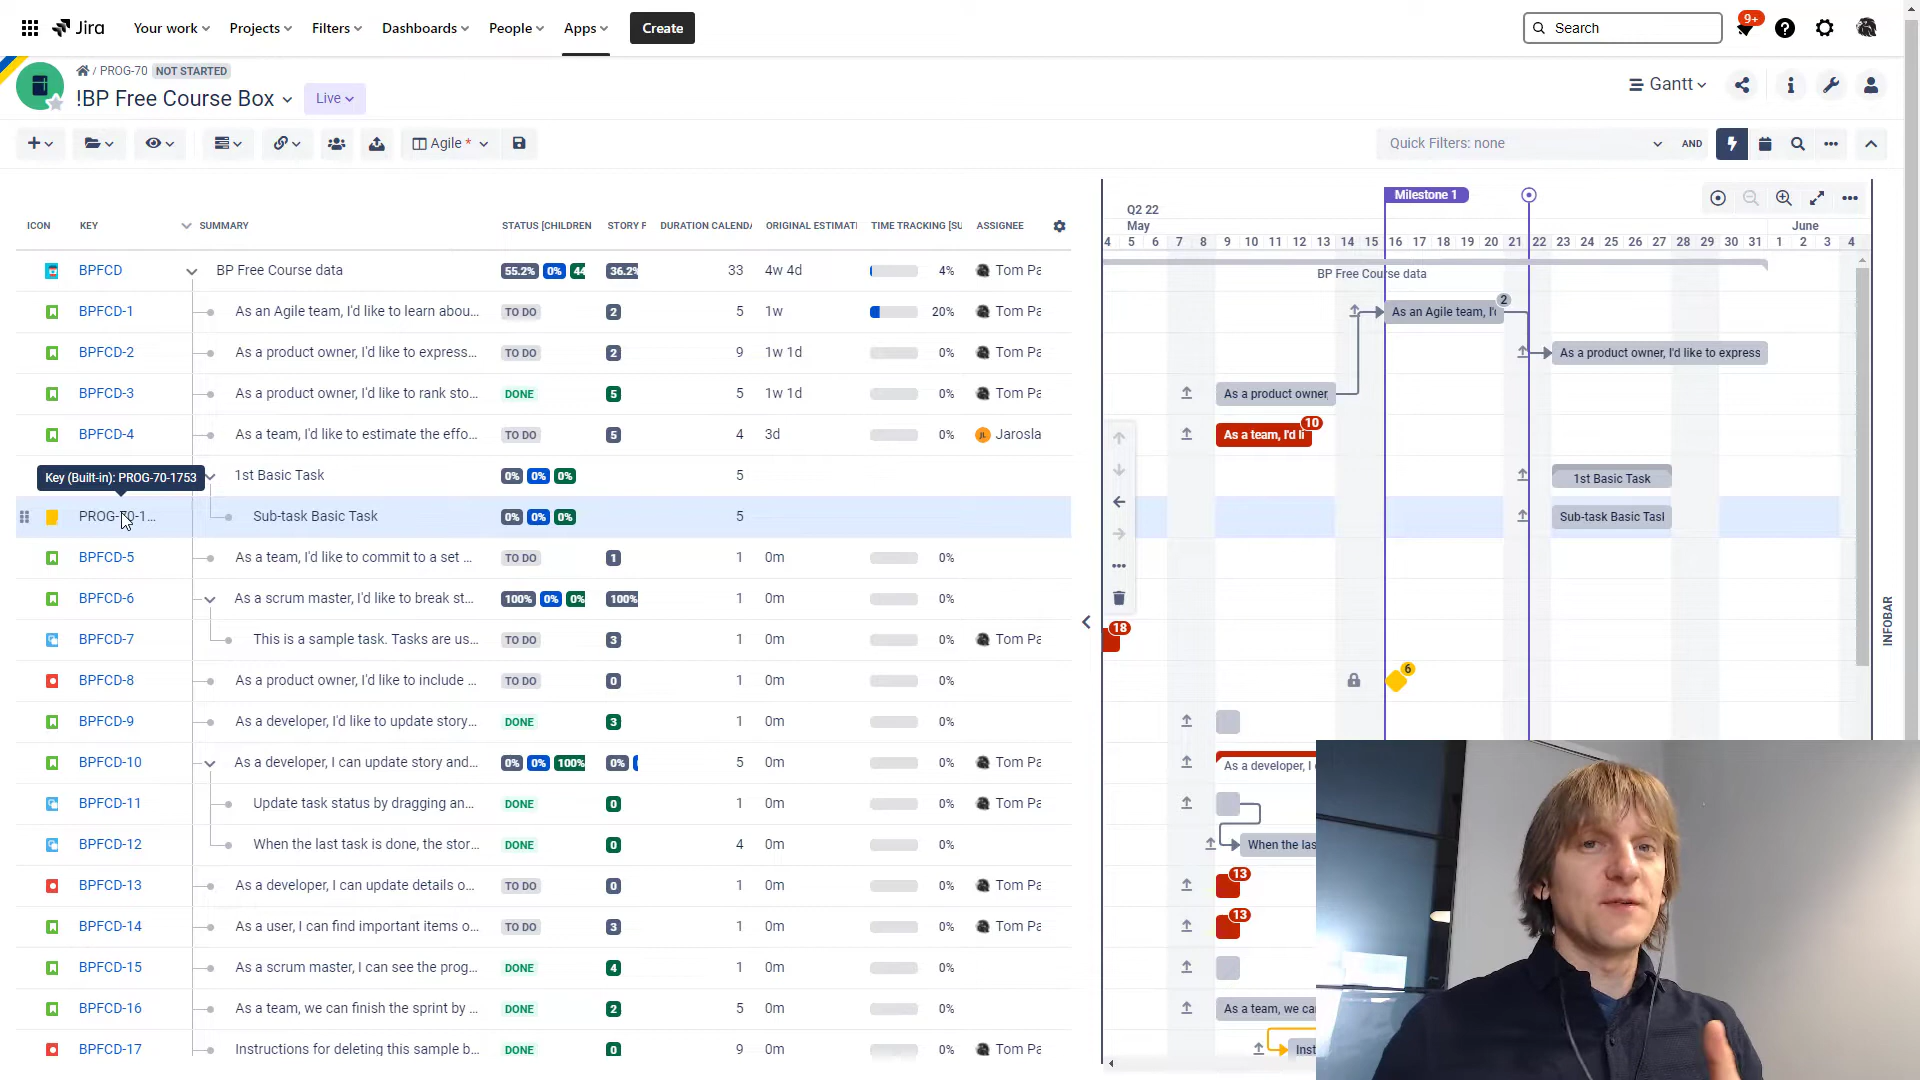 Jira Your work Projects Filters Dashboards People Apps Create Search 9+
/ PROG-70 NOT STARTED
!BP Free Course Box Live Gantt
Agile * Quick Filters: none AND
Milestone 1
Q2 22
May June
ICON KEY SUMMARY STATUS [CHILDREN STORY F DURATION CALENDA ORIGINAL ESTIMAT TIME TRACKING [SU ASSIGNEE
4 5 6 7 8 9 10 11 12 13 14 15 16 17 18 19 20 21 22 23 24 25 26 27 28 29 30 31 1 2 3 4
BPFCD BP Free Course data 55.2% 0% 44 36.2% 33 4w 4d 4% Tom Pa BP Free Course data
BPFCD-1 As an Agile team, I'd like to learn abou... TO DO 2 5 1w 20% Tom Pa As an Agile team, I'd 2
BPFCD-2 As a product owner, I'd like to express... TO DO 2 9 1w 1d 0% Tom Pa As a product owner, I'd like to express
BPFCD-3 As a product owner, I'd like to rank sto... DONE 5 5 1w 1d 0% Tom Pa As a product owner,
BPFCD-4 As a team, I'd like to estimate the effo... TO DO 5 4 3d 0% JL Jarosla As a team, I'd li 10
Key (Built-in): PROG-70-1753 1st Basic Task 0% 0% 0% 5 1st Basic Task
PROG-70-1... Sub-task Basic Task 0% 0% 0% 5 Sub-task Basic Tasl
BPFCD-5 As a team, I'd like to commit to a set ... TO DO 1 1 0m 0%
BPFCD-6 As a scrum master, I'd like to break st... 100% 0% 0% 100% 1 0m
BPFCD-7 This is a sample task. Tasks are us... TO DO 3 1 0m 0% Tom Pa 18
BPFCD-8 As a product owner, I'd like to include ... TO DO 0 1 0m 0% 6
BPFCD-9 As a developer, I'd like to update story... DONE 3 1 0m 0%
BPFCD-10 As a developer, I can update story and... 0% 0% 100% 0% 5 0m 0% Tom Pa As a developer, I
BPFCD-11 Update task status by dragging an... DONE 0 1 0m 0% Tom Pa
BPFCD-12 When the last task is done, the stor... DONE 0 4 0m 0% When the las
BPFCD-13 As a developer, I can update details o... TO DO 0 1 0m 0% Tom Pa 13
BPFCD-14 As a user, I can find important items o... TO DO 3 1 0m 0% Tom Pa 13
BPFCD-15 As a scrum master, I can see the prog... DONE 4 1 0m 0%
BPFCD-16 As a team, we can finish the sprint by ... DONE 2 5 0m 0% As a team, we ca
BPFCD-17 Instructions for deleting this sample b... DONE 0 9 0m 0% Tom Pa Inst
INFOBAR